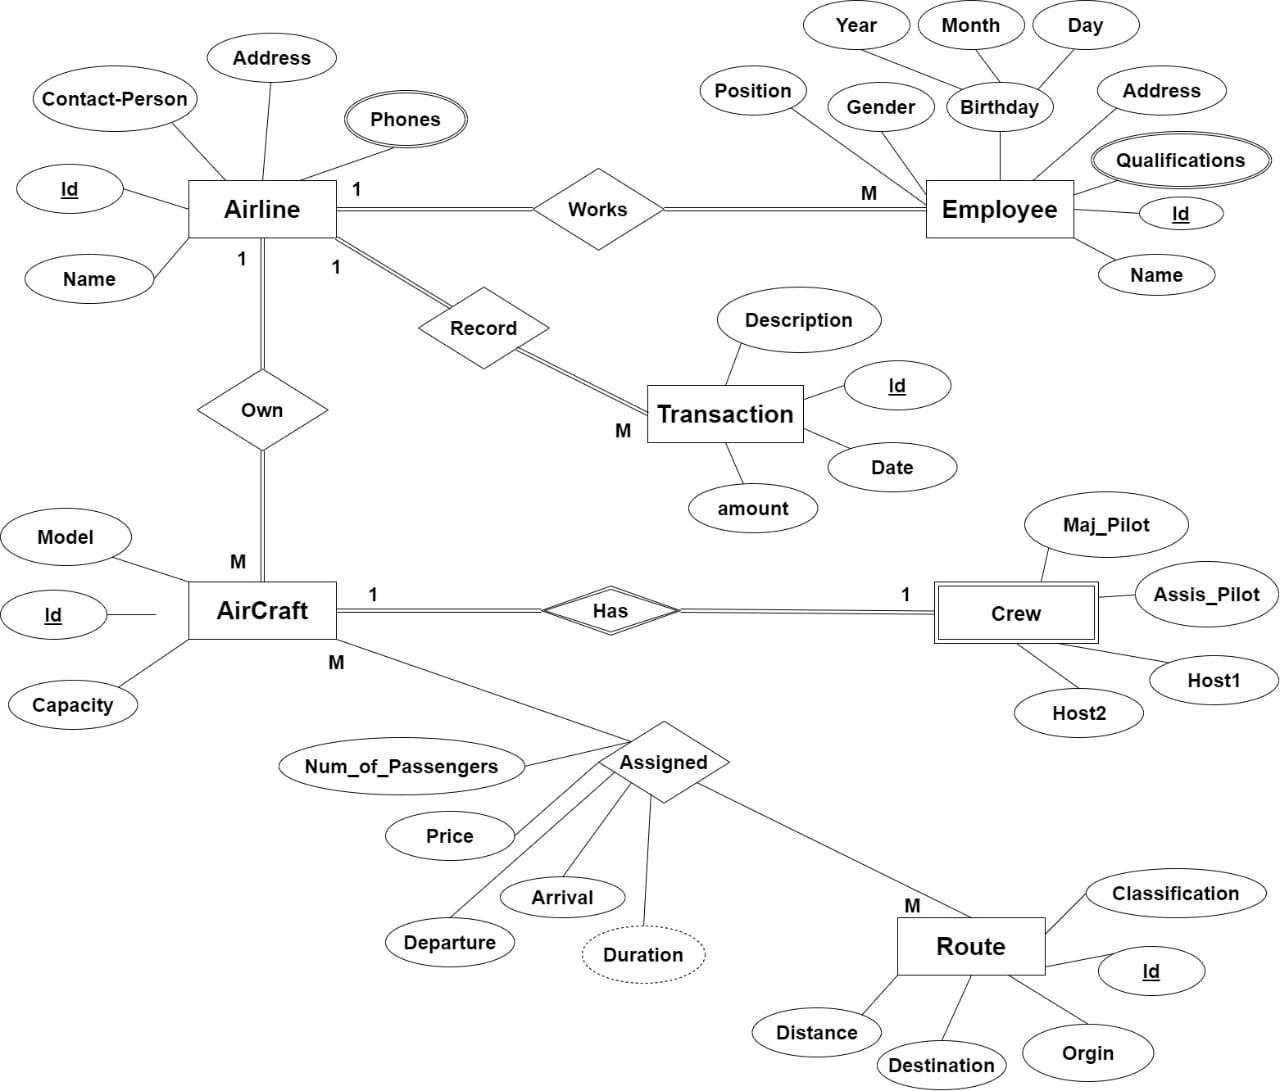 Year
Month
Day
Address
Position
Address
Contact-Person
Gender
Birthday
Phones
Qualifications
Id
1
M
Airline
Works
Employee
Id
Name
Name
1
1
Description
Record
Id
Own
Transaction
M
Date
amount
Maj_Pilot
Model
M
1
1
Assis_Pilot
Id
AirCraft
Has
Crew
M
Host1
Capacity
Host2
Num_of_Passengers
Assigned
Price
Arrival
Classification
M
Departure
Duration
Route
Id
Distance
Destination
Orgin